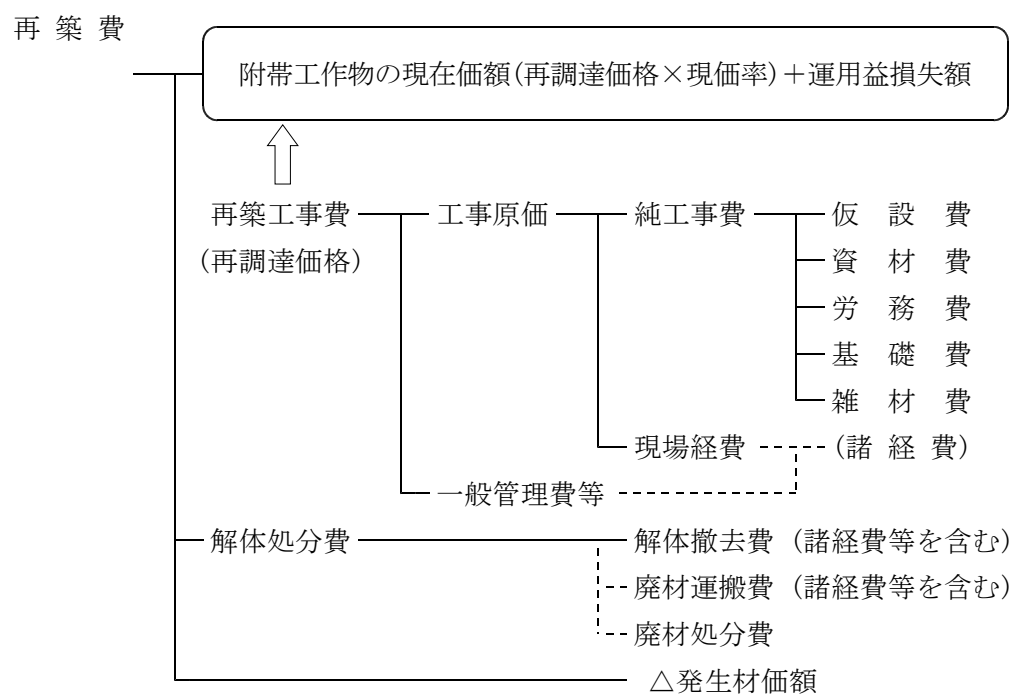 再 築 費
附帯工作物の現在価額(再調達価格×現価率)＋運用益損失額
再築工事費 工事原価 純工事費 仮 設 費
(再調達価格) 資 材 費
労 務 費
基 礎 費
雑 材 費
現場経費 (諸 経 費)
一般管理費等
解体処分費 解体撤去費 (諸経費等を含む)
廃材運搬費 (諸経費等を含む)
廃材処分費
△発生材価額